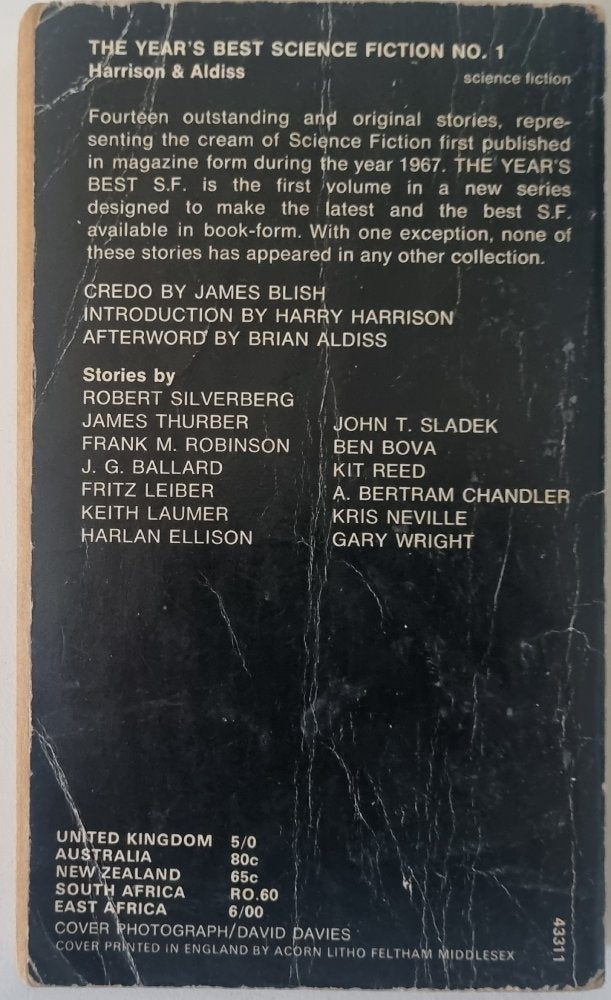 THE YEAR'S BEST SCIENCE FICTION NO. 1
Harrison & Aldiss
science fiction
Fourteen outstanding and original stories, repre-
senting the cream of Science Fiction first published
in magazine form during the year 1967. THE YEAR'S
BEST S.F. is the first volume in a new series
designed to make the latest and the best S.F.
available in book-form. With one exception, none of
these stories has appeared in any other collection.
CREDO BY JAMES BLISH
INTRODUCTION BY HARRY HARRISON
AFTERWORD BY BRIAN ALDISS
Stories by
ROBERT SILVERBERG
JAMES THURBER
FRANK M. ROBINSON
J. G. BALLARD
FRITZ LEIBER
KEITH LAUMER
HARLAN ELLISON
JOHN T. SLADEK
BEN BOVA
KIT REED
A. BERTRAM CHANDLER
KRIS NEVILLE
GARY WRIGHT
UNITED KINGDOM 5/0
AUSTRALIA 80c
NEW ZEALAND 65c
SOUTH AFRICA RO.60
EAST AFRICA 6/00
COVER PHOTOGRAPH/DAVID DAVIES
COVER PRINTED IN ENGLAND BY ACORN LITHO FELTHAM MIDDLESEX
43311